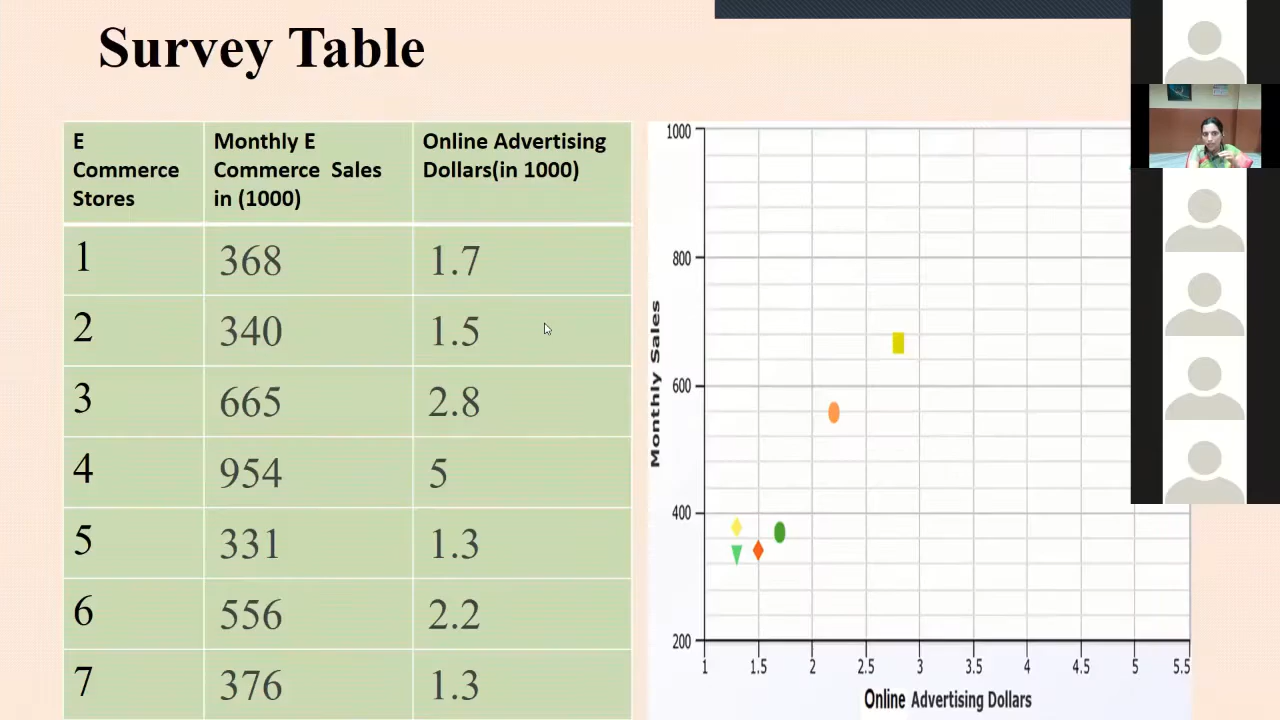 Survey Table
E
Commerce
Stores
Monthly E
Commerce Sales
in (1000)
Online Advertising
Dollars(in 1000)
1 368 1.7
2 340 1.5
3 665 2.8
4 954 5
5 331 1.3
6 556 2.2
7 376 1.3
Monthly Sales
1000
800
600
400
200
1 1.5 2 2.5 3 3.5 4 4.5 5 5.5
Online Advertising Dollars